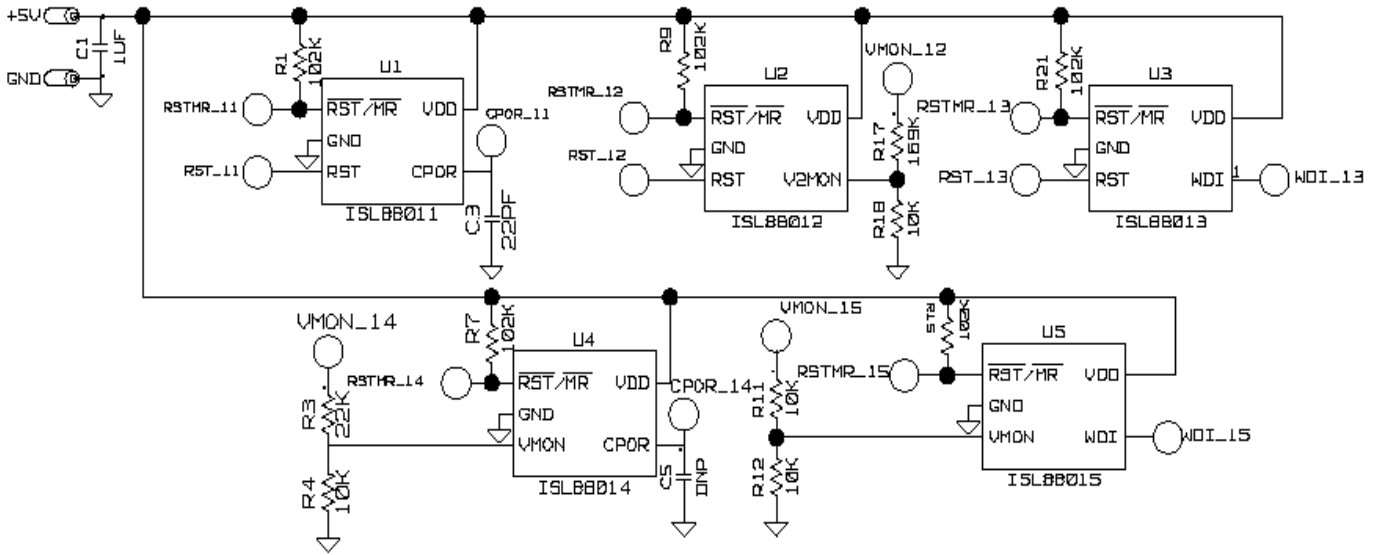 +5V
C1
1UF
GND
R1
102K
U1
RSTMR_11
RST/MR
VDD
GND
CPOR_11
RST_11
RST
CPOR
ISL88011
C3
22PF
R9
102K
U2
VMON_12
RSTMR_12
RST/MR
VDD
GND
R17
169K
RST_12
RST
V2MON
ISL88012
R18
10K
R21
102K
U3
RSTMR_13
RST/MR
VDD
GND
RST_13
RST
WDI
1
WDI_13
ISL88013
VMON_14
R7
102K
U4
RSTMR_14
RST/MR
VDD
CPOR_14
R3
22K
GND
VMON
CPOR
ISL88014
C5
DNP
R4
10K
VMON_15
102K
U5
RSTMR_15
RST/MR
VDD
R11
10K
GND
VMON
WDI
WDI_15
ISL88015
R12
10K